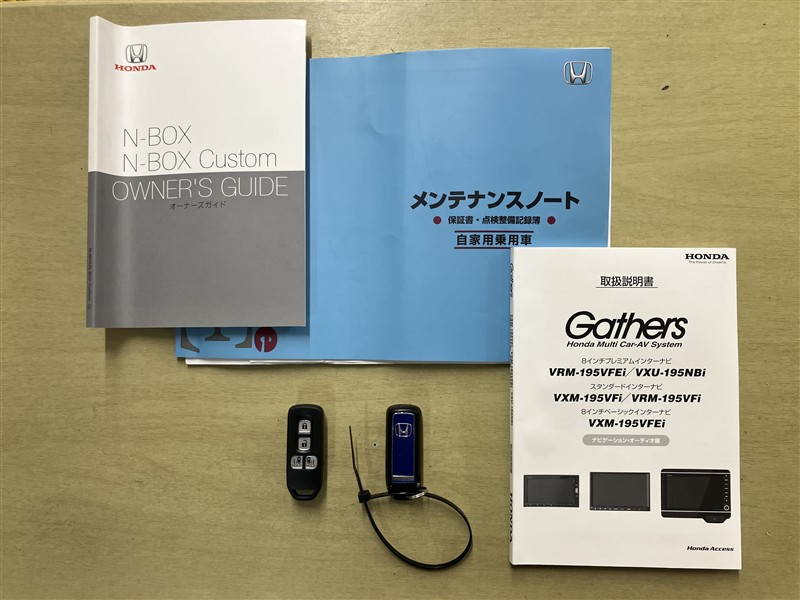 HONDA
N-BOX
N-BOX Custom
OWNER'S GUIDE
オーナーズガイド
メンテナンスノート
● 保証書・点検整備記録簿 ●
自家用乗用車
e
HONDA
The Power of Dreams
取扱説明書
Gathers
Honda Multi Car-AV System
8インチプレミアムインターナビ
VRM-195VFEi／VXU-195NBi
スタンダードインターナビ
VXM-195VFi／VRM-195VFi
8インチベーシックインターナビ
VXM-195VFEi
ナビゲーション・オーディオ編
Honda Access